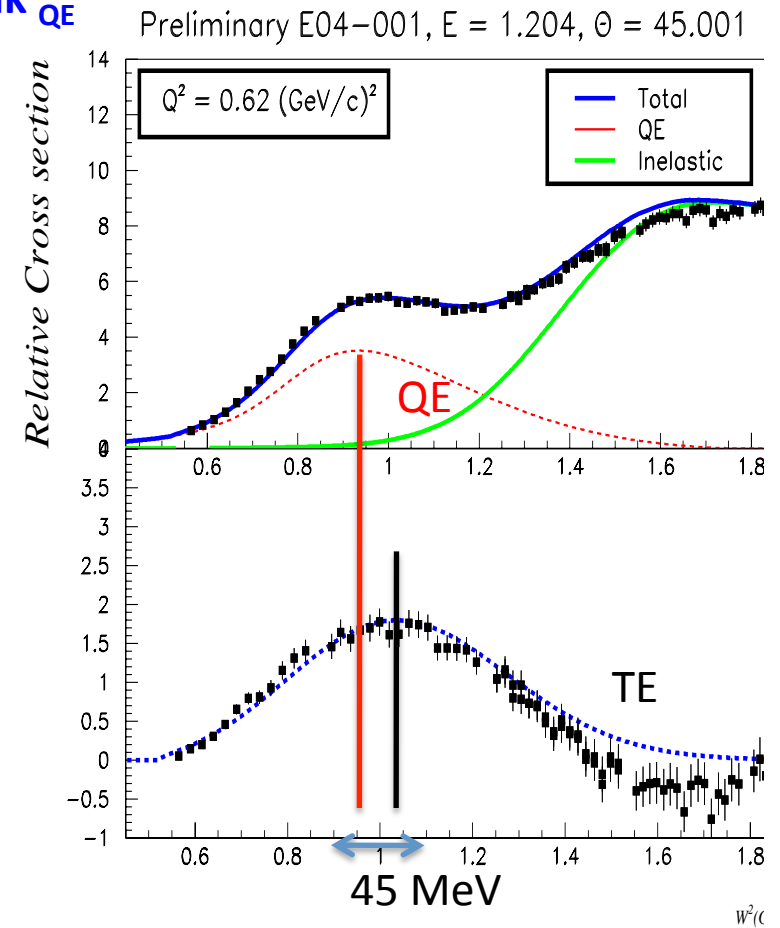 QE
Preliminary E04-001, E = 1.204, Θ = 45.001
Relative Cross section
Q² = 0.62 (GeV/c)²
Total
QE
Inelastic
14
12
10
8
6
4
2
0
QE
0.6 0.8 1 1.2 1.4 1.6 1.8
3.5
3
2.5
2
1.5
1
0.5
0
−0.5
−1
TE
0.6 0.8 1 1.2 1.4 1.6 1.8
45 MeV